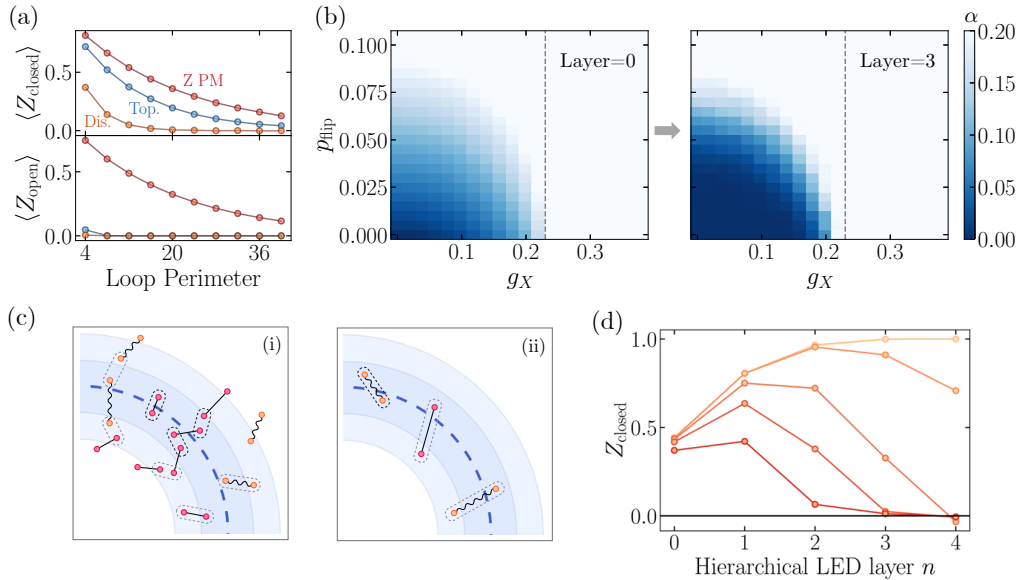 (a)
⟨Z_closed⟩
0.5
0.0
Z PM
Top.
Dis.
⟨Z_open⟩
0.5
0.0
4 20 36
Loop Perimeter
(b)
p_flip
0.100
0.075
0.050
0.025
0.000
Layer=0
0.1 0.2 0.3
g_X
Layer=3
0.1 0.2 0.3
g_X
α
0.20
0.15
0.10
0.05
0.00
(c)
(i)
(ii)
(d)
Z_closed
1.0
0.5
0.0
0 1 2 3 4
Hierarchical LED layer n